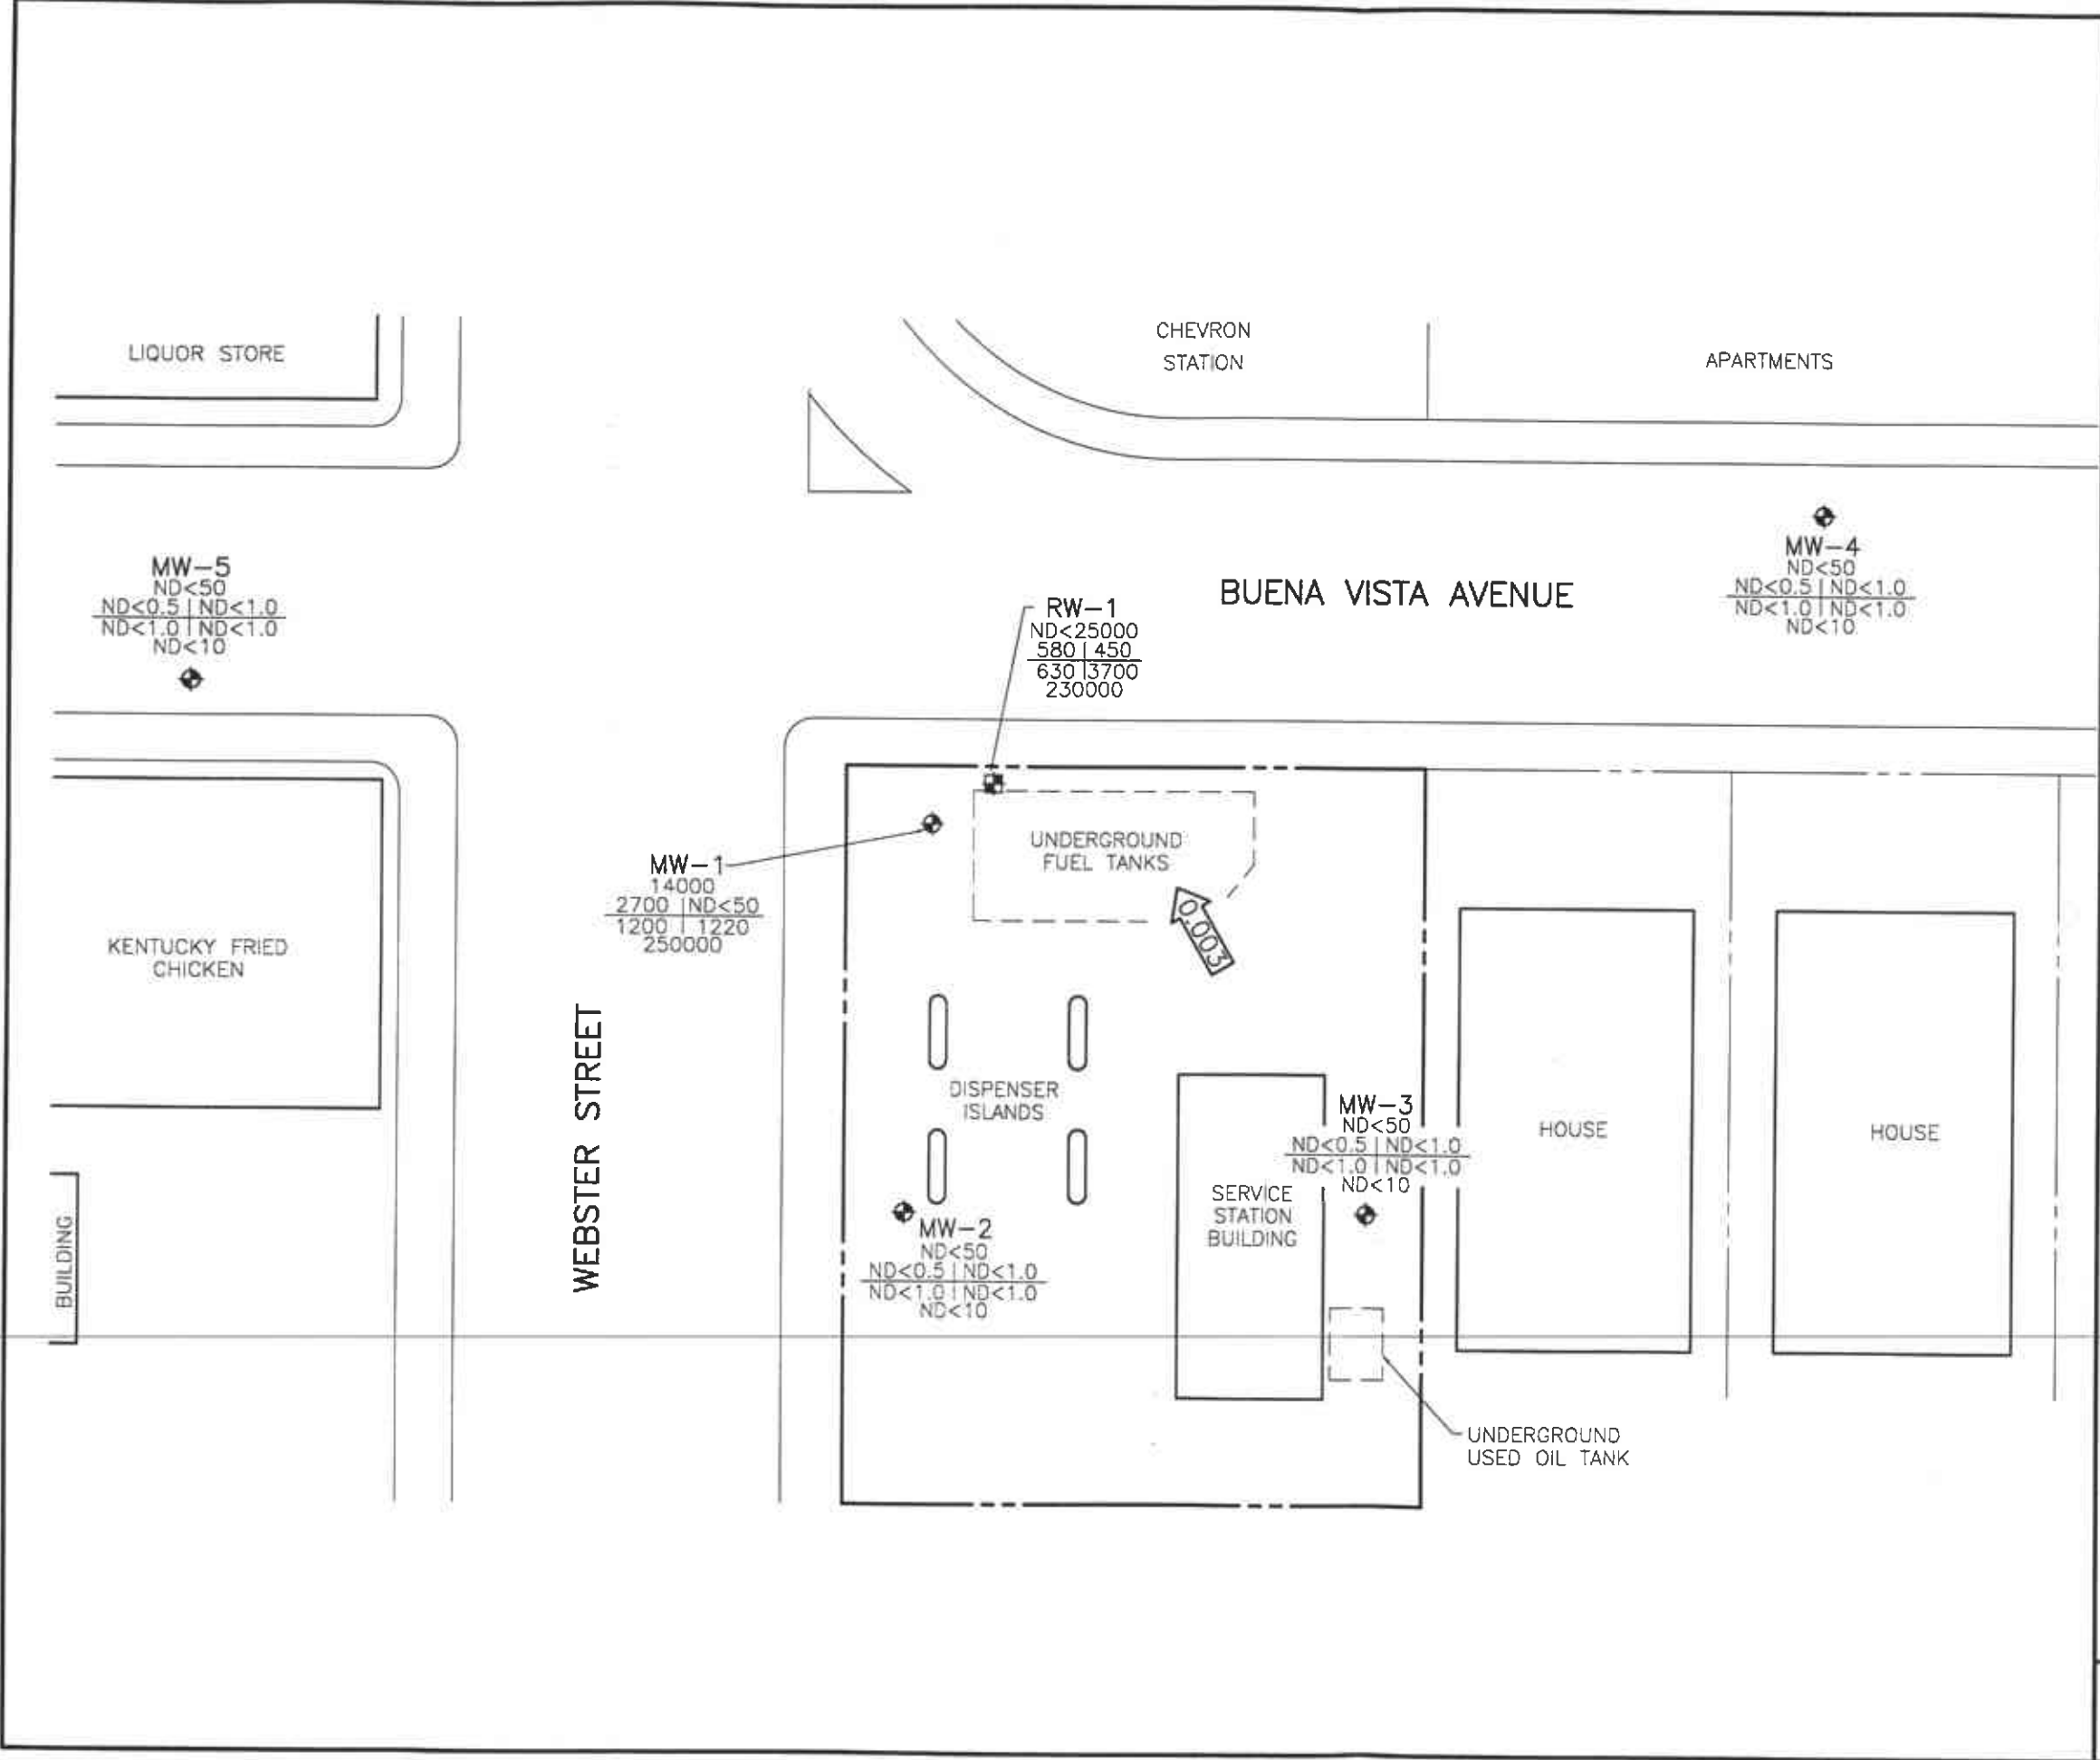 LIQUOR STORE
CHEVRON
STATION
APARTMENTS
MW-5
ND<50
ND<0.5 | ND<1.0
ND<1.0 | ND<1.0
ND<10
MW-4
ND<50
ND<0.5 | ND<1.0
ND<1.0 | ND<1.0
ND<10
BUENA VISTA AVENUE
RW-1
ND<25000
580 | 450
630 | 3700
230000
UNDERGROUND
FUEL TANKS
MW-1
14000
2700 | ND<50
1200 | 1220
250000
0.003
KENTUCKY FRIED
CHICKEN
WEBSTER STREET
DISPENSER
ISLANDS
MW-3
ND<50
ND<0.5 | ND<1.0
ND<1.0 | ND<1.0
ND<10
HOUSE
HOUSE
SERVICE
STATION
BUILDING
MW-2
ND<50
ND<0.5 | ND<1.0
ND<1.0 | ND<1.0
ND<10
BUILDING
UNDERGROUND
USED OIL TANK